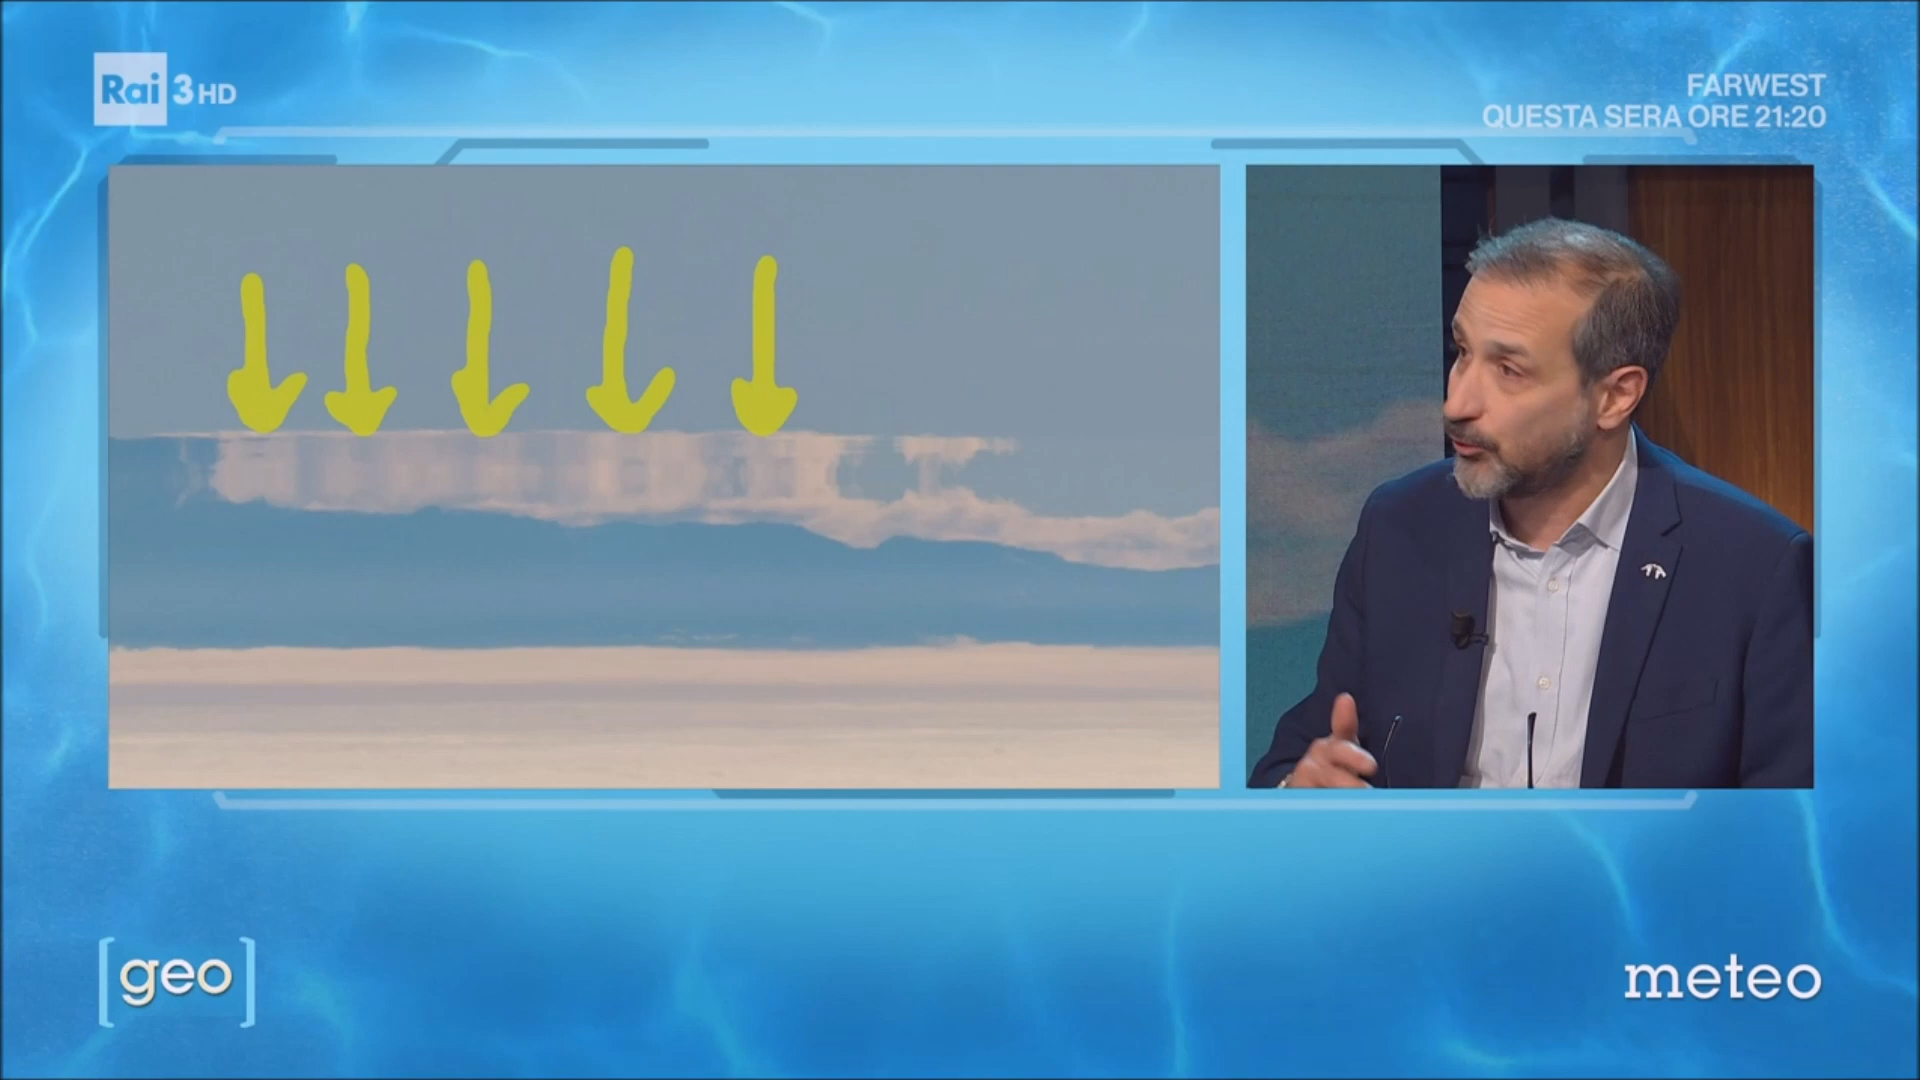 Rai 3 HD
FARWEST
QUESTA SERA ORE 21:20
[geo]
meteo